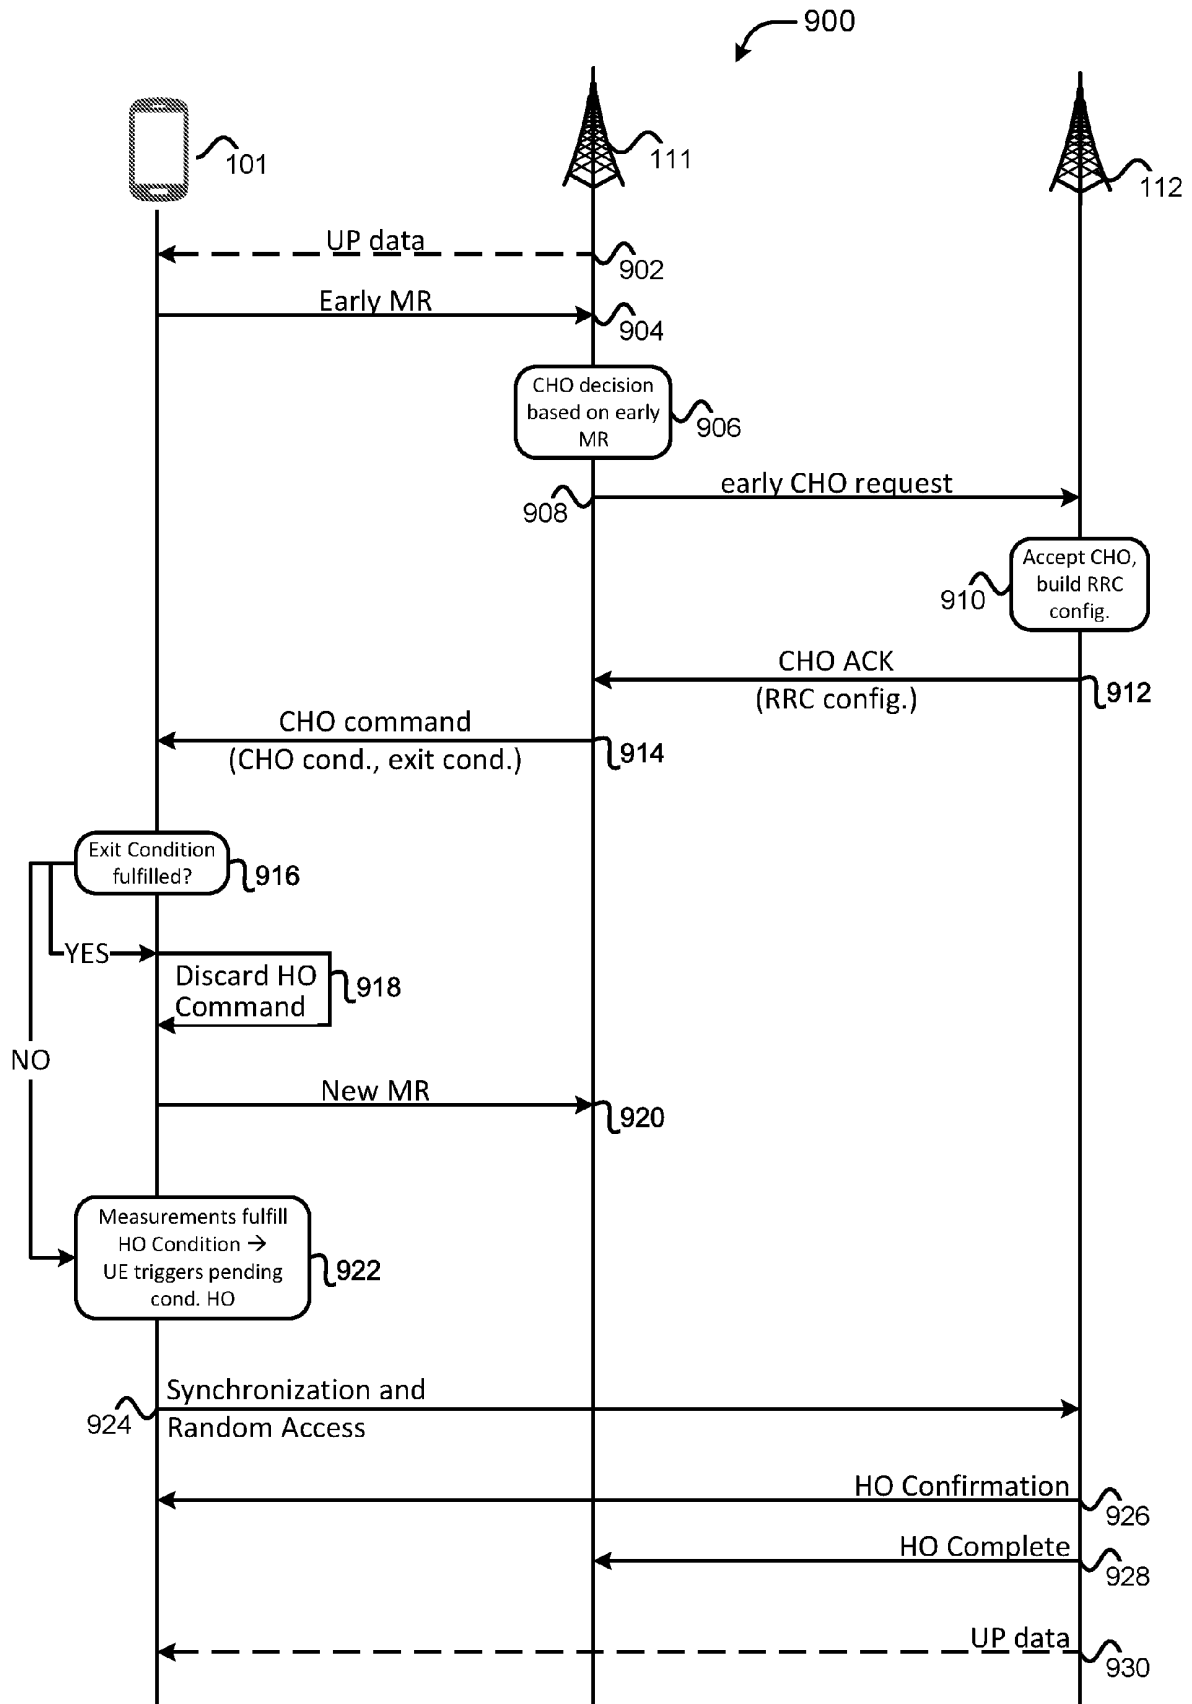 900
101
111
112
UP data
902
Early MR
904
CHO decision
based on early
MR
906
early CHO request
908
Accept CHO,
build RRC
config.
910
CHO ACK
(RRC config.)
912
CHO command
(CHO cond., exit cond.)
914
Exit Condition
fulfilled?
916
YES
Discard HO
Command
918
NO
New MR
920
Measurements fulfill
HO Condition →
UE triggers pending
cond. HO
922
Synchronization and
Random Access
924
HO Confirmation
926
HO Complete
928
UP data
930